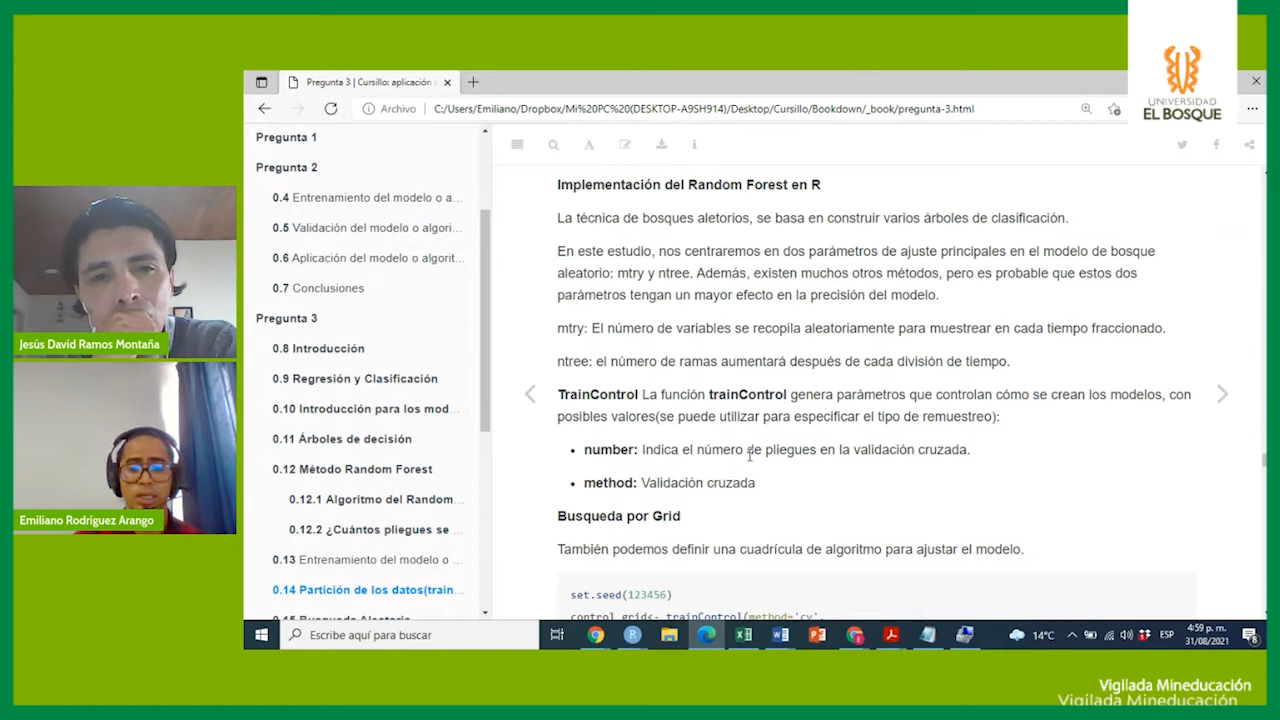 UNIVERSIDAD
EL BOSQUE
Pregunta 3 | Cursillo: aplicación
Archivo
C:/Users/Emiliano/Dropbox/Mi%20PC%20(DESKTOP-A9SH914)/Desktop/Cursillo/Bookdown/_book/pregunta-3.html
Pregunta 1
Pregunta 2
0.4 Entrenamiento del modelo o a...
0.5 Validación del modelo o algori...
0.6 Aplicación del modelo o algorit...
0.7 Conclusiones
Pregunta 3
0.8 Introducción
0.9 Regresión y Clasificación
0.10 Introducción para los mod...
0.11 Árboles de decisión
0.12 Método Random Forest
0.12.1 Algoritmo del Random...
0.12.2 ¿Cuántos pliegues se ...
0.13 Entrenamiento del modelo o ...
0.14 Partición de los datos(train...
Implementación del Random Forest en R
La técnica de bosques aletorios, se basa en construir varios árboles de clasificación.
En este estudio, nos centraremos en dos parámetros de ajuste principales en el modelo de bosque
aleatorio: mtry y ntree. Además, existen muchos otros métodos, pero es probable que estos dos
parámetros tengan un mayor efecto en la precisión del modelo.
mtry: El número de variables se recopila aleatoriamente para muestrear en cada tiempo fraccionado.
ntree: el número de ramas aumentará después de cada división de tiempo.
TrainControl La función trainControl genera parámetros que controlan cómo se crean los modelos, con
posibles valores(se puede utilizar para especificar el tipo de remuestreo):
• number: Indica el número de pliegues en la validación cruzada.
• method: Validación cruzada
Busqueda por Grid
También podemos definir una cuadrícula de algoritmo para ajustar el modelo.
set.seed(123456)
control_grid<- trainControl(method='cv',
Jesús David Ramos Montaña
Emiliano Rodríguez Arango
Escribe aquí para buscar
14°C
ESP
4:59 p. m.
31/08/2021
Vigilada Mineducación
Vigilada Mineducación